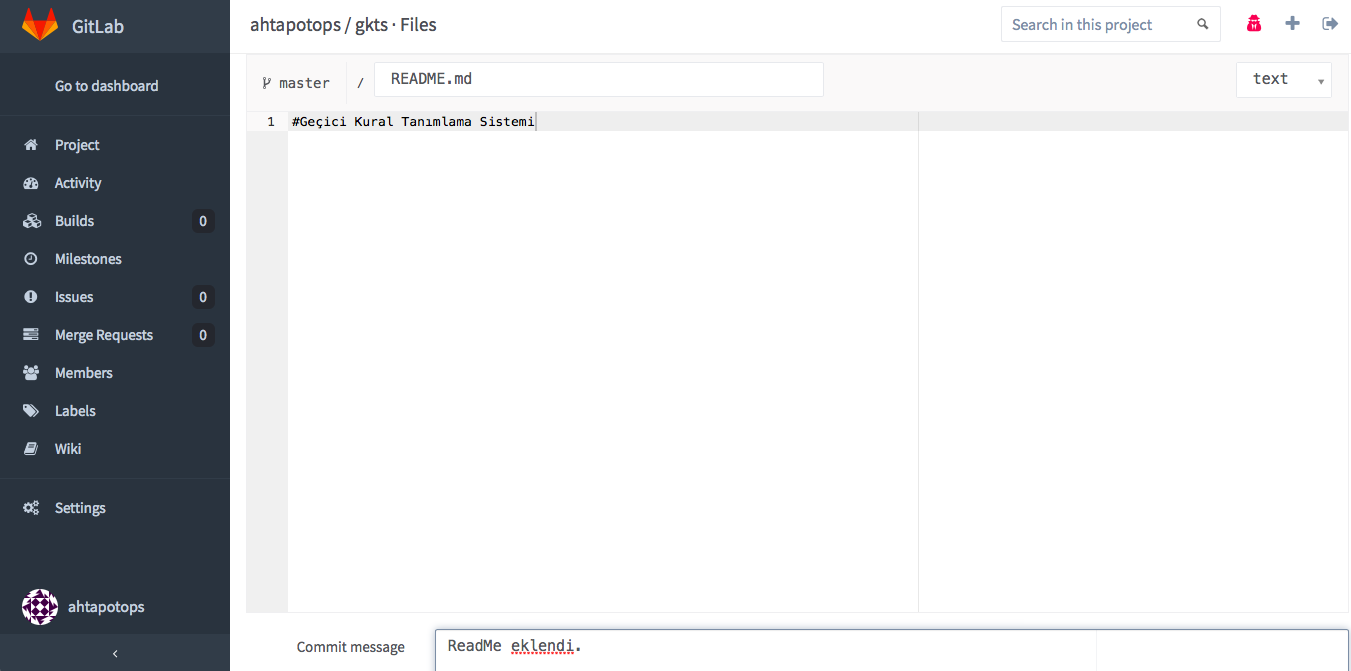 GitLab
ahtapotops / gkts · Files
Search in this project
Go to dashboard
master / README.md
text
1 #Geçici Kural Tanımlama Sistemi
Project
Activity
Builds 0
Milestones
Issues 0
Merge Requests 0
Members
Labels
Wiki
Settings
ahtapotops
Commit message
ReadMe eklendi.